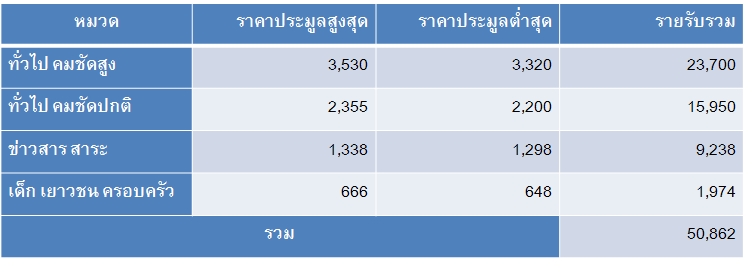 หมวด ราคาประมูลสูงสุด ราคาประมูลต่ำสุด รายรับรวม
ทั่วไป คมชัดสูง 3,530 3,320 23,700
ทั่วไป คมชัดปกติ 2,355 2,200 15,950
ข่าวสาร สาระ 1,338 1,298 9,238
เด็ก เยาวชน ครอบครัว 666 648 1,974
รวม 50,862